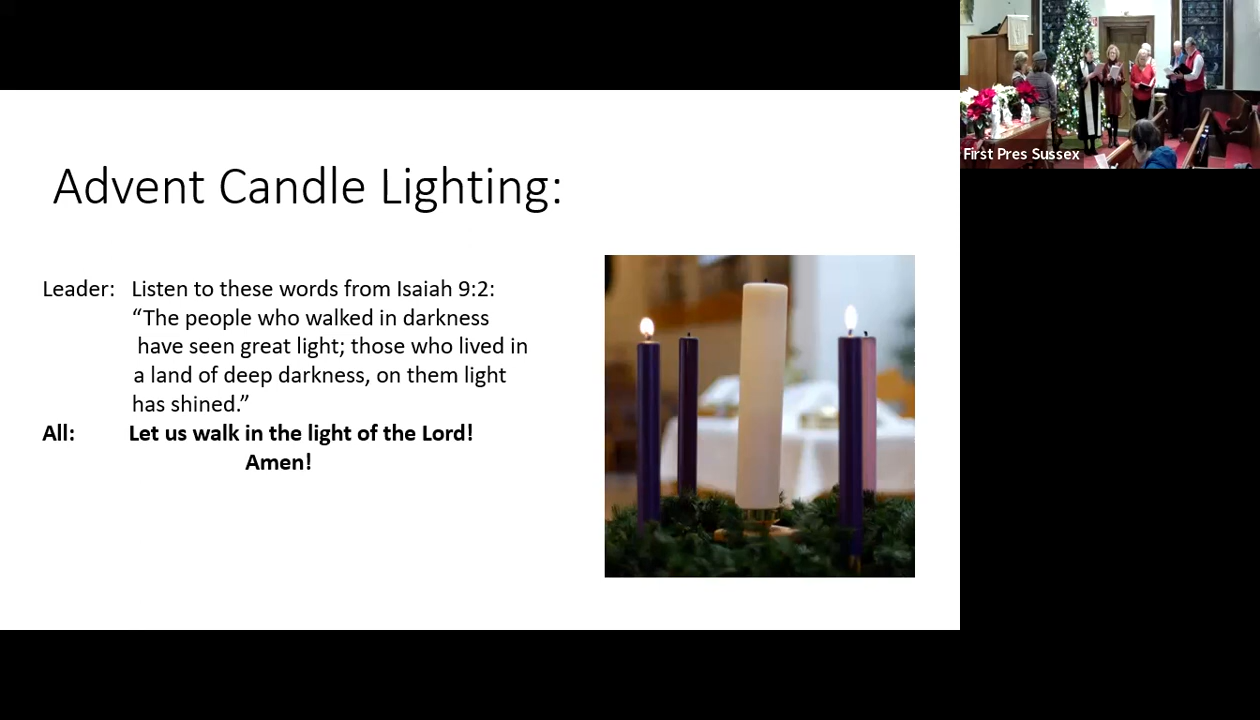 Advent Candle Lighting:
Leader: Listen to these words from Isaiah 9:2:
“The people who walked in darkness
have seen great light; those who lived in
a land of deep darkness, on them light
has shined.”
All: Let us walk in the light of the Lord!
Amen!
First Pres Sussex